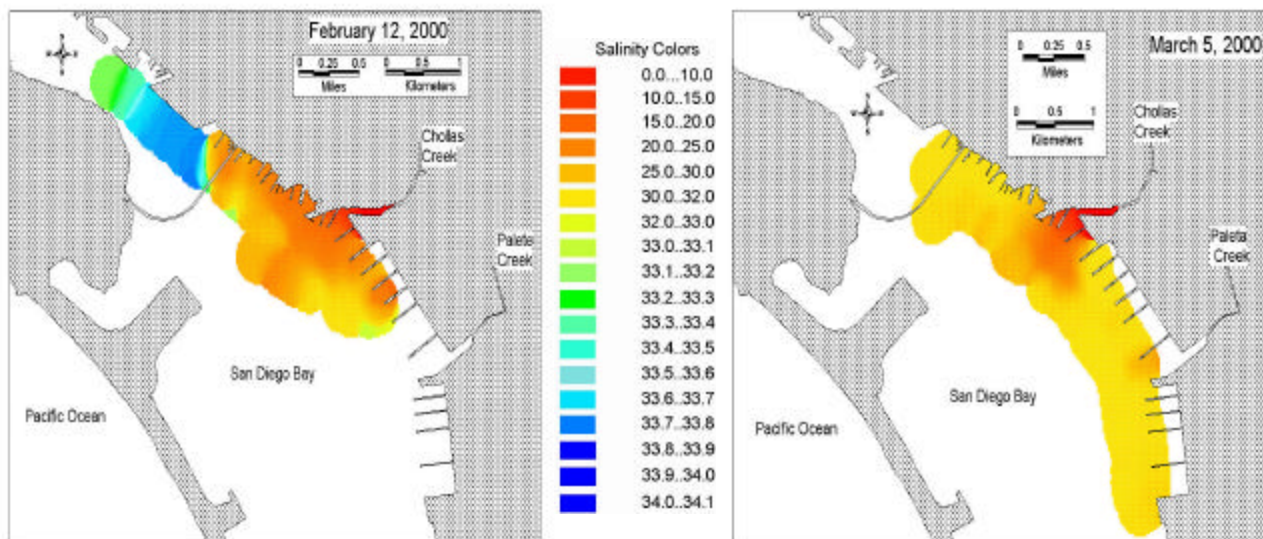 February 12, 2000
0 0.25 0.5
Miles
0 0.5 1
Kilometers
Chollas
Creek
Palete
Creek
San Diego Bay
Pacific Ocean
Salinity Colors
0.0...10.0
10.0..15.0
15.0..20.0
20.0..25.0
25.0..30.0
30.0..32.0
32.0..33.0
33.0..33.1
33.1..33.2
33.2..33.3
33.3..33.4
33.4..33.5
33.5..33.6
33.6..33.7
33.7..33.8
33.8..33.9
33.9..34.0
34.0..34.1
March 5, 2000
0 0.25 0.5
Miles
0 0.5 1
Kilometers
Chollas
Creek
Paleta
Creek
San Diego Bay
Pacific Ocean